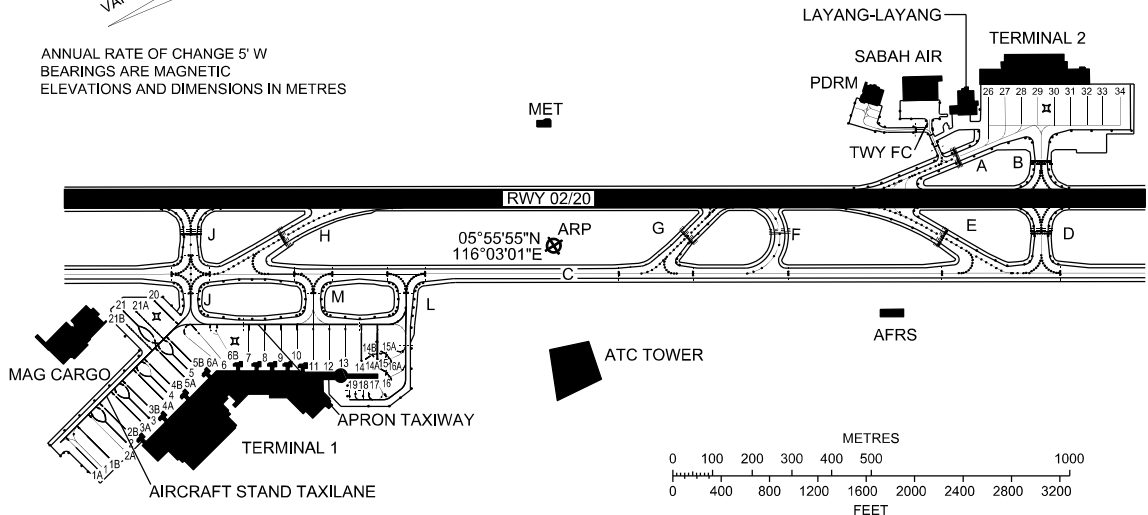 VAR
ANNUAL RATE OF CHANGE 5' W
BEARINGS ARE MAGNETIC
ELEVATIONS AND DIMENSIONS IN METRES
LAYANG-LAYANG
TERMINAL 2
SABAH AIR
PDRM
26 27 28 29 30 31 32 33 34
MET
TWY FC
A
B
RWY 02/20
J
H
05°55'55"N
116°03'01"E
ARP
G
F
E
D
C
J
M
L
20
21 21A
21B
MAG CARGO
AFRS
ATC TOWER
6B 7 8 9 10 11 12 13 14
14B 15A
14A 15 16A
16
5B 6A 6
5
4B 5A
4
3B 4A
3
2B 3A
2
2A
1B
1
1A
19 18 17
APRON TAXIWAY
TERMINAL 1
AIRCRAFT STAND TAXILANE
METRES
0 100 200 300 400 500 1000
0 400 800 1200 1600 2000 2400 2800 3200
FEET